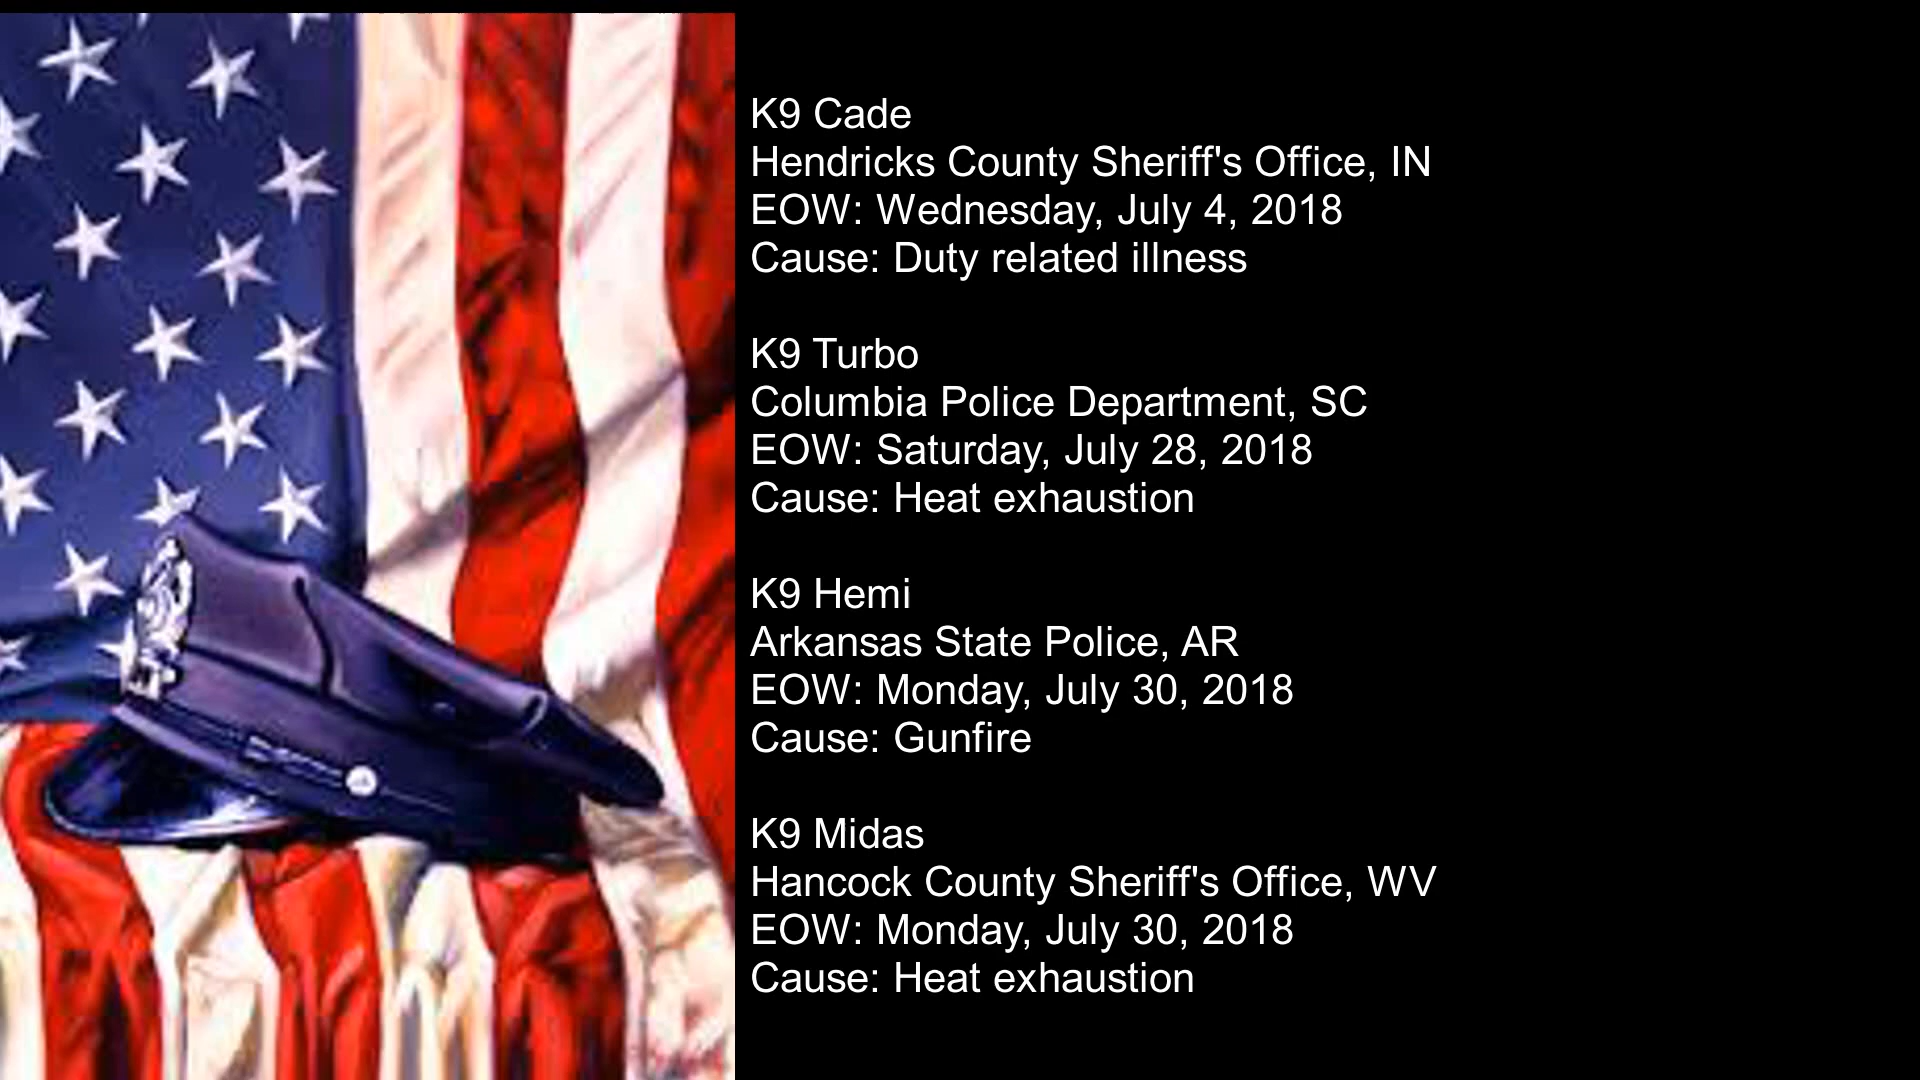 K9 Cade
Hendricks County Sheriff's Office, IN
EOW: Wednesday, July 4, 2018
Cause: Duty related illness
K9 Turbo
Columbia Police Department, SC
EOW: Saturday, July 28, 2018
Cause: Heat exhaustion
K9 Hemi
Arkansas State Police, AR
EOW: Monday, July 30, 2018
Cause: Gunfire
K9 Midas
Hancock County Sheriff's Office, WV
EOW: Monday, July 30, 2018
Cause: Heat exhaustion